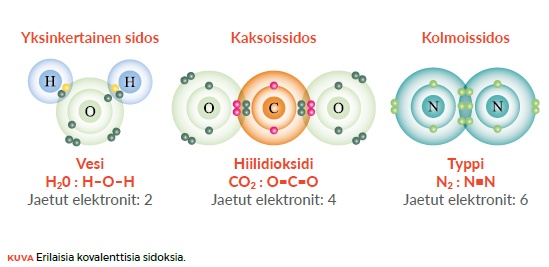 Yksinkertainen sidos
Kaksoissidos
Kolmoissidos
H
H
O
O
C
O
N
N
Vesi
H₂0 : H–O–H
Jaetut elektronit: 2
Hiilidioksidi
CO₂ : O=C=O
Jaetut elektronit: 4
Typpi
N₂ : N≡N
Jaetut elektronit: 6
KUVA Erilaisia kovalenttisia sidoksia.